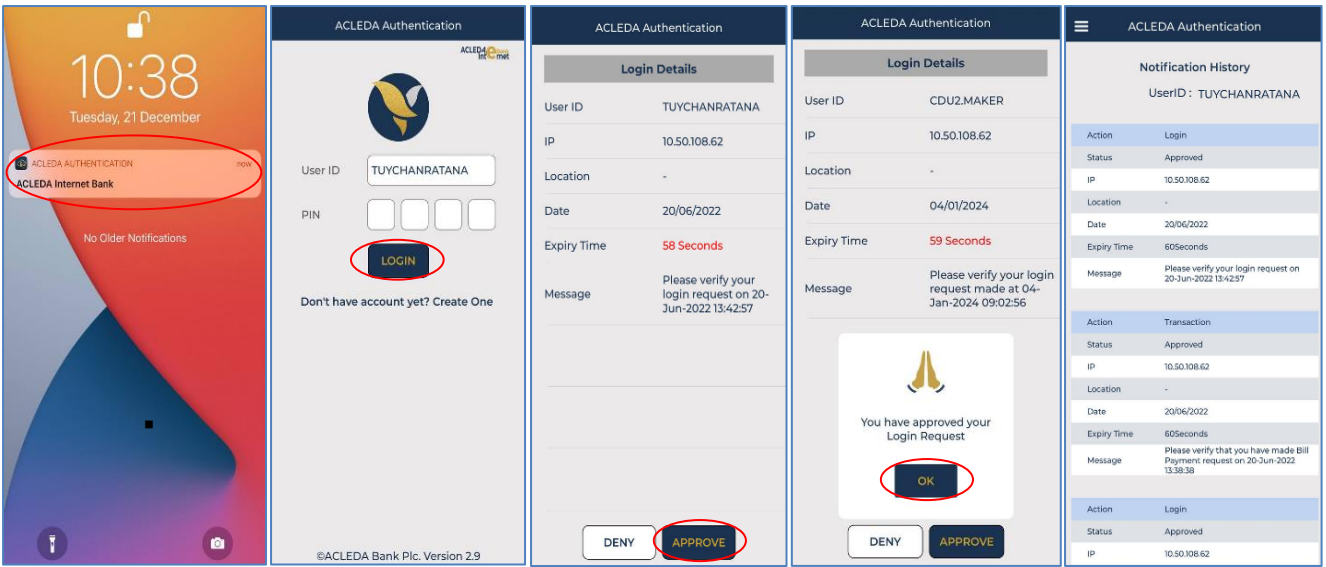 10:38
Tuesday, 21 December
ACLEDA AUTHENTICATION now
ACLEDA Internet Bank
No Older Notifications
ACLEDA Authentication
User ID TUYCHANRATANA
PIN
LOGIN
Don't have account yet? Create One
©ACLEDA Bank Plc. Version 2.9
ACLEDA Authentication
Login Details
User ID TUYCHANRATANA
IP 10.50.108.62
Location -
Date 20/06/2022
Expiry Time 58 Seconds
Message Please verify your
login request on 20-
Jun-2022 13:42:57
DENY APPROVE
ACLEDA Authentication
Login Details
User ID CDU2.MAKER
IP 10.50.108.62
Location -
Date 04/01/2024
Expiry Time 59 Seconds
Message Please verify your login
request made at 04-
Jan-2024 09:02:56
You have approved your
Login Request
OK
DENY APPROVE
ACLEDA Authentication
Notification History
UserID : TUYCHANRATANA
Action Login
Status Approved
IP 10.50.108.62
Location -
Date 20/06/2022
Expiry Time 60Seconds
Message Please verify your login request on
20-Jun-2022 13:42:57
Action Transaction
Status Approved
IP 10.50.108.62
Location -
Date 20/06/2022
Expiry Time 60Seconds
Message Please verify that you have made Bill
Payment request on 20-Jun-2022
13:38:38
Action Login
Status Approved
IP 10.50.108.62